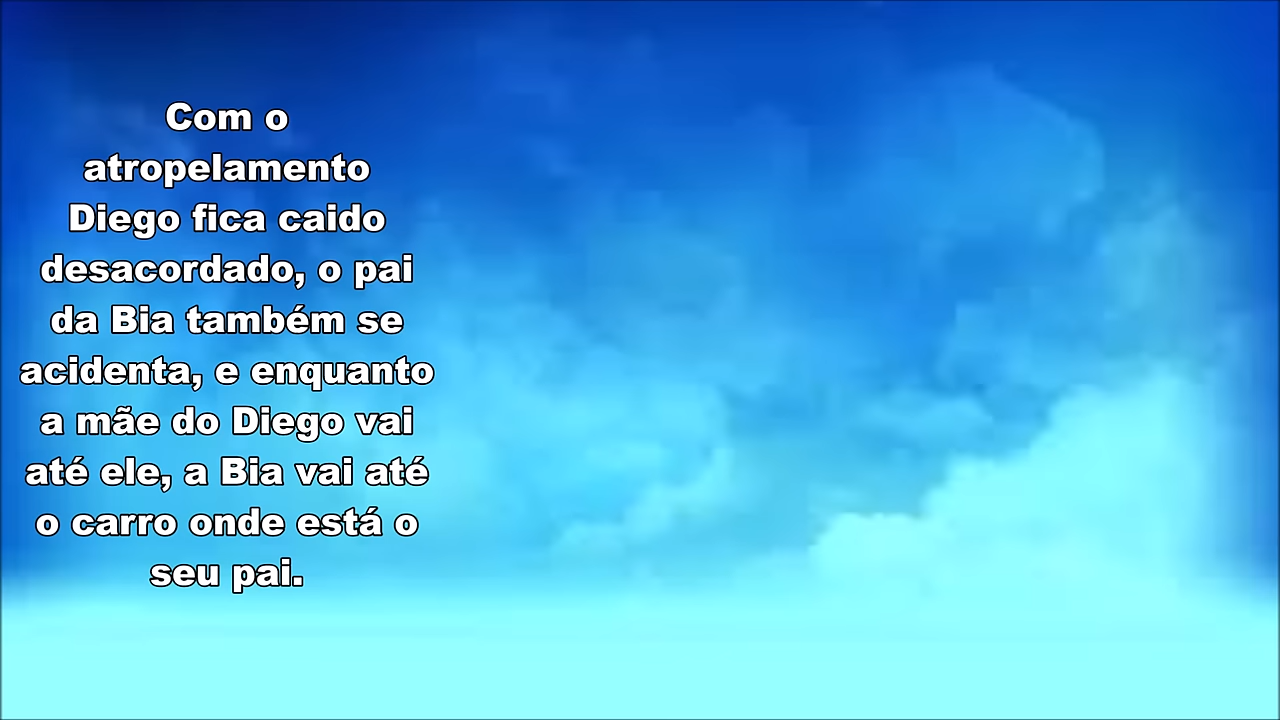 Com o
atropelamento
Diego fica caido
desacordado, o pai
da Bia também se
acidenta, e enquanto
a mãe do Diego vai
até ele, a Bia vai até
o carro onde está o
seu pai.